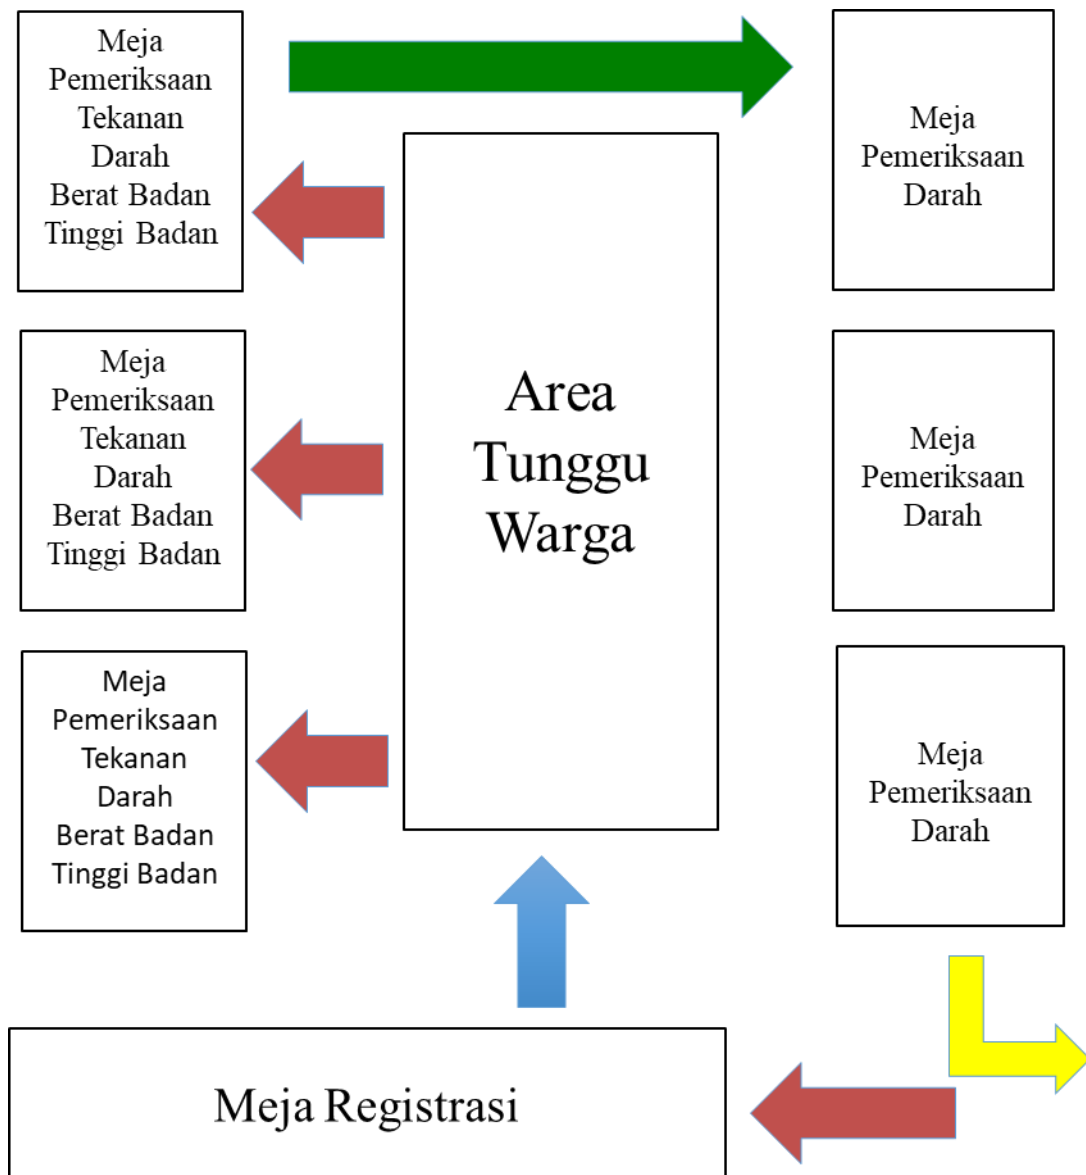 Meja
Pemeriksaan
Tekanan
Darah
Berat Badan
Tinggi Badan
Meja
Pemeriksaan
Darah
Area
Tunggu
Warga
Meja
Pemeriksaan
Tekanan
Darah
Berat Badan
Tinggi Badan
Meja
Pemeriksaan
Darah
Meja
Pemeriksaan
Tekanan
Darah
Berat Badan
Tinggi Badan
Meja
Pemeriksaan
Darah
Meja Registrasi